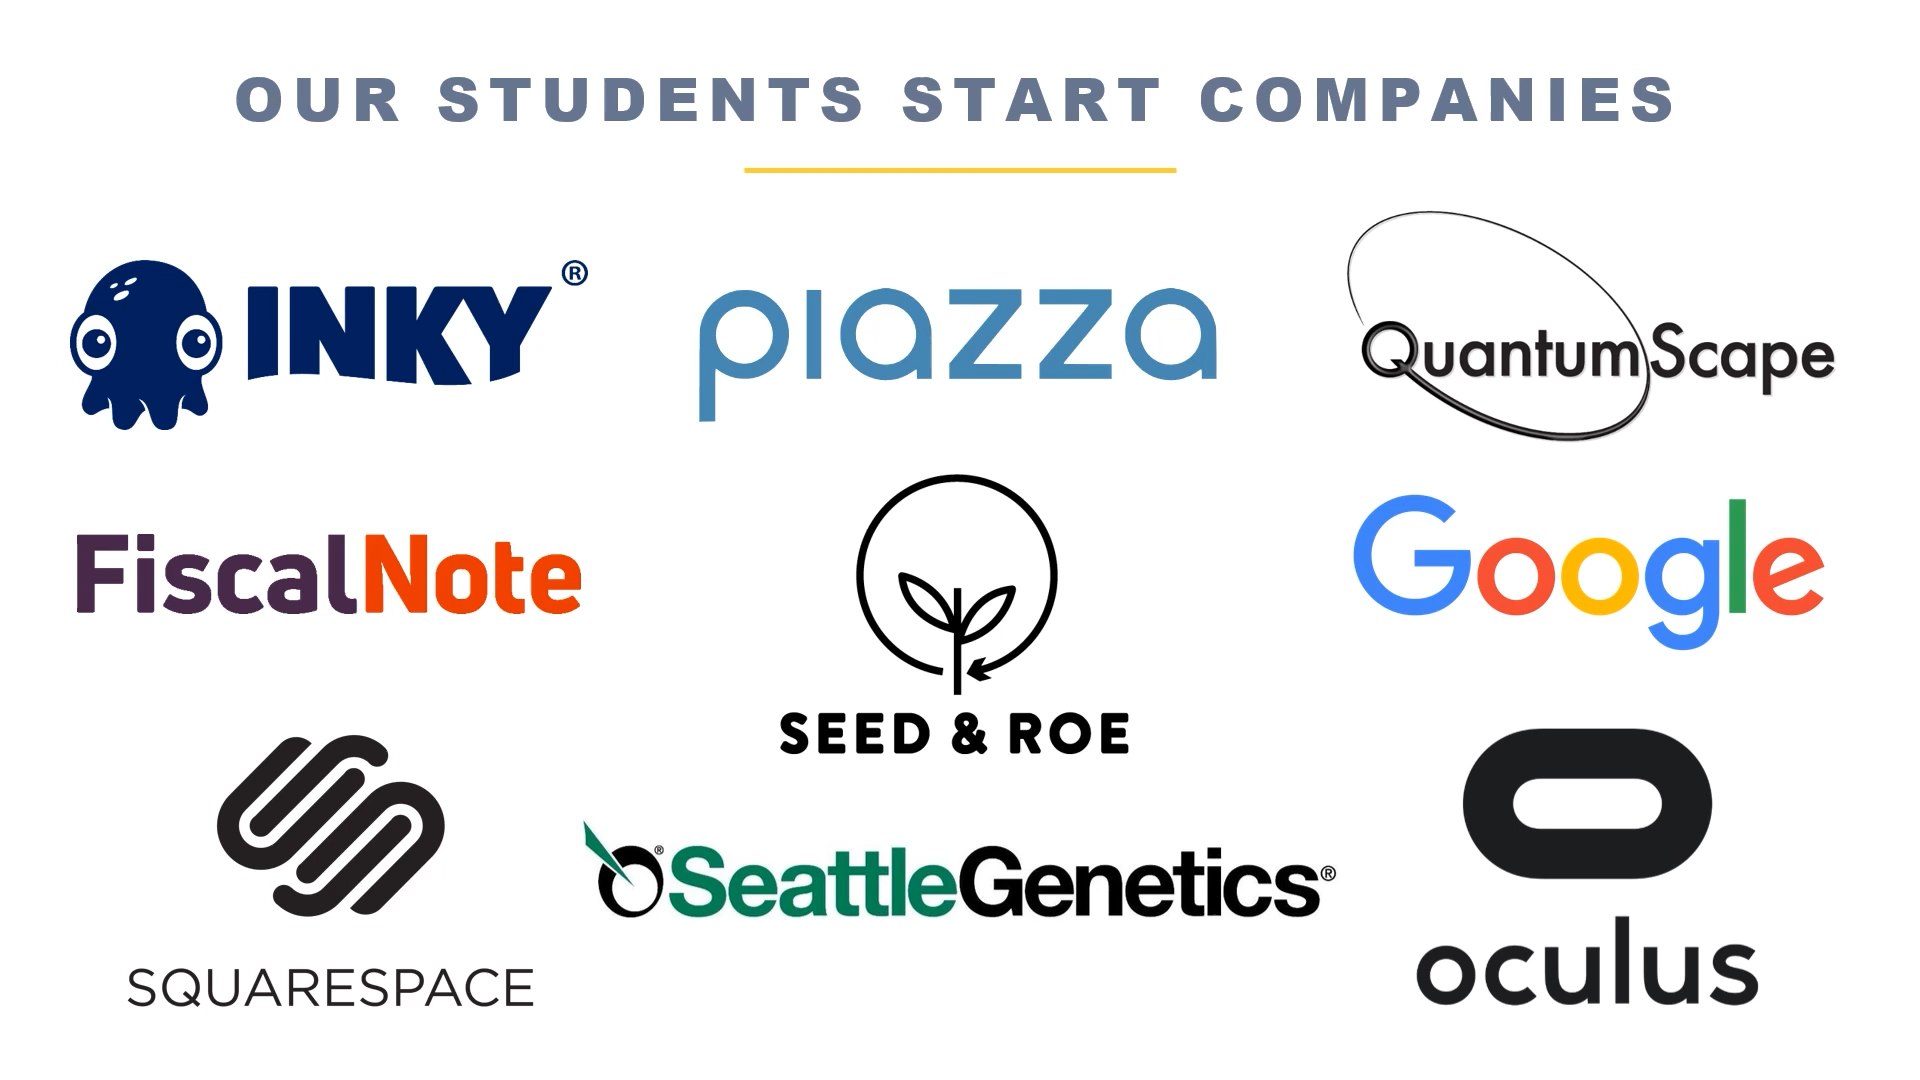 OUR STUDENTS START COMPANIES
INKY®
piazza
QuantumScape
FiscalNote
SEED & ROE
Google
SQUARESPACE
®SeattleGenetics®
oculus